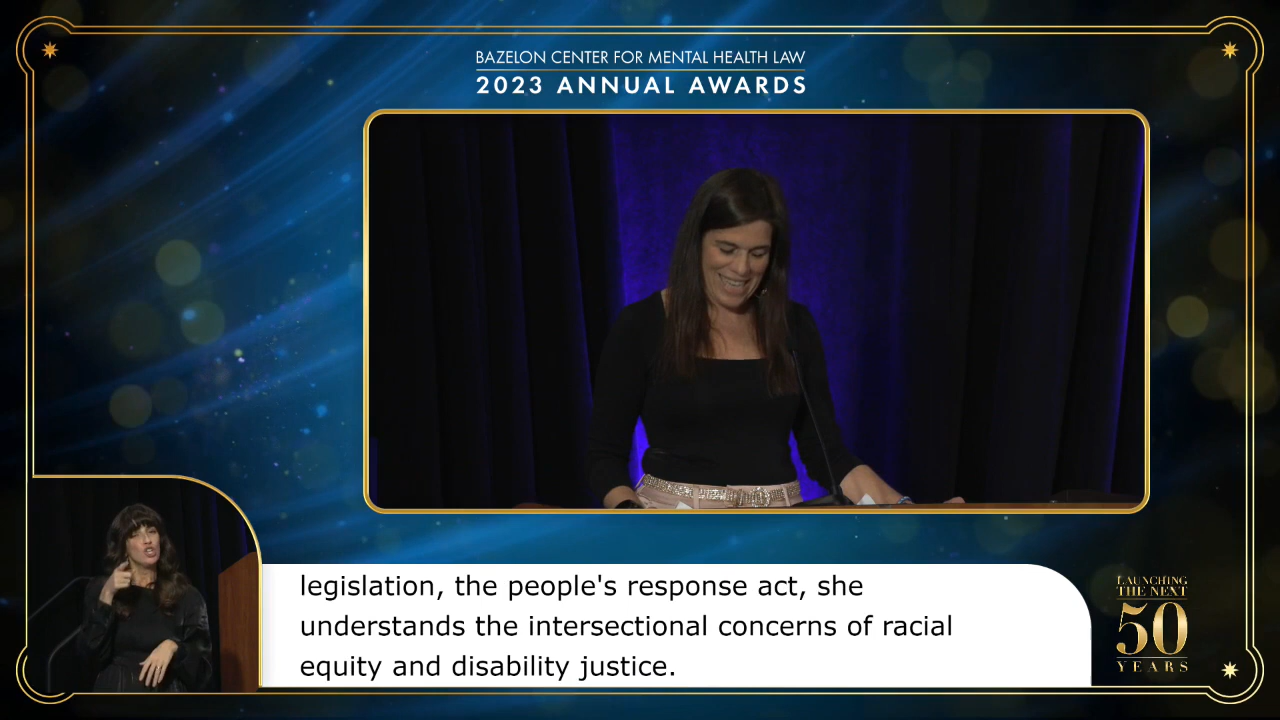 BAZELON CENTER FOR MENTAL HEALTH LAW
2023 ANNUAL AWARDS
legislation, the people's response act, she
understands the intersectional concerns of racial
equity and disability justice.
LAUNCHING
THE NEXT
50
YEARS